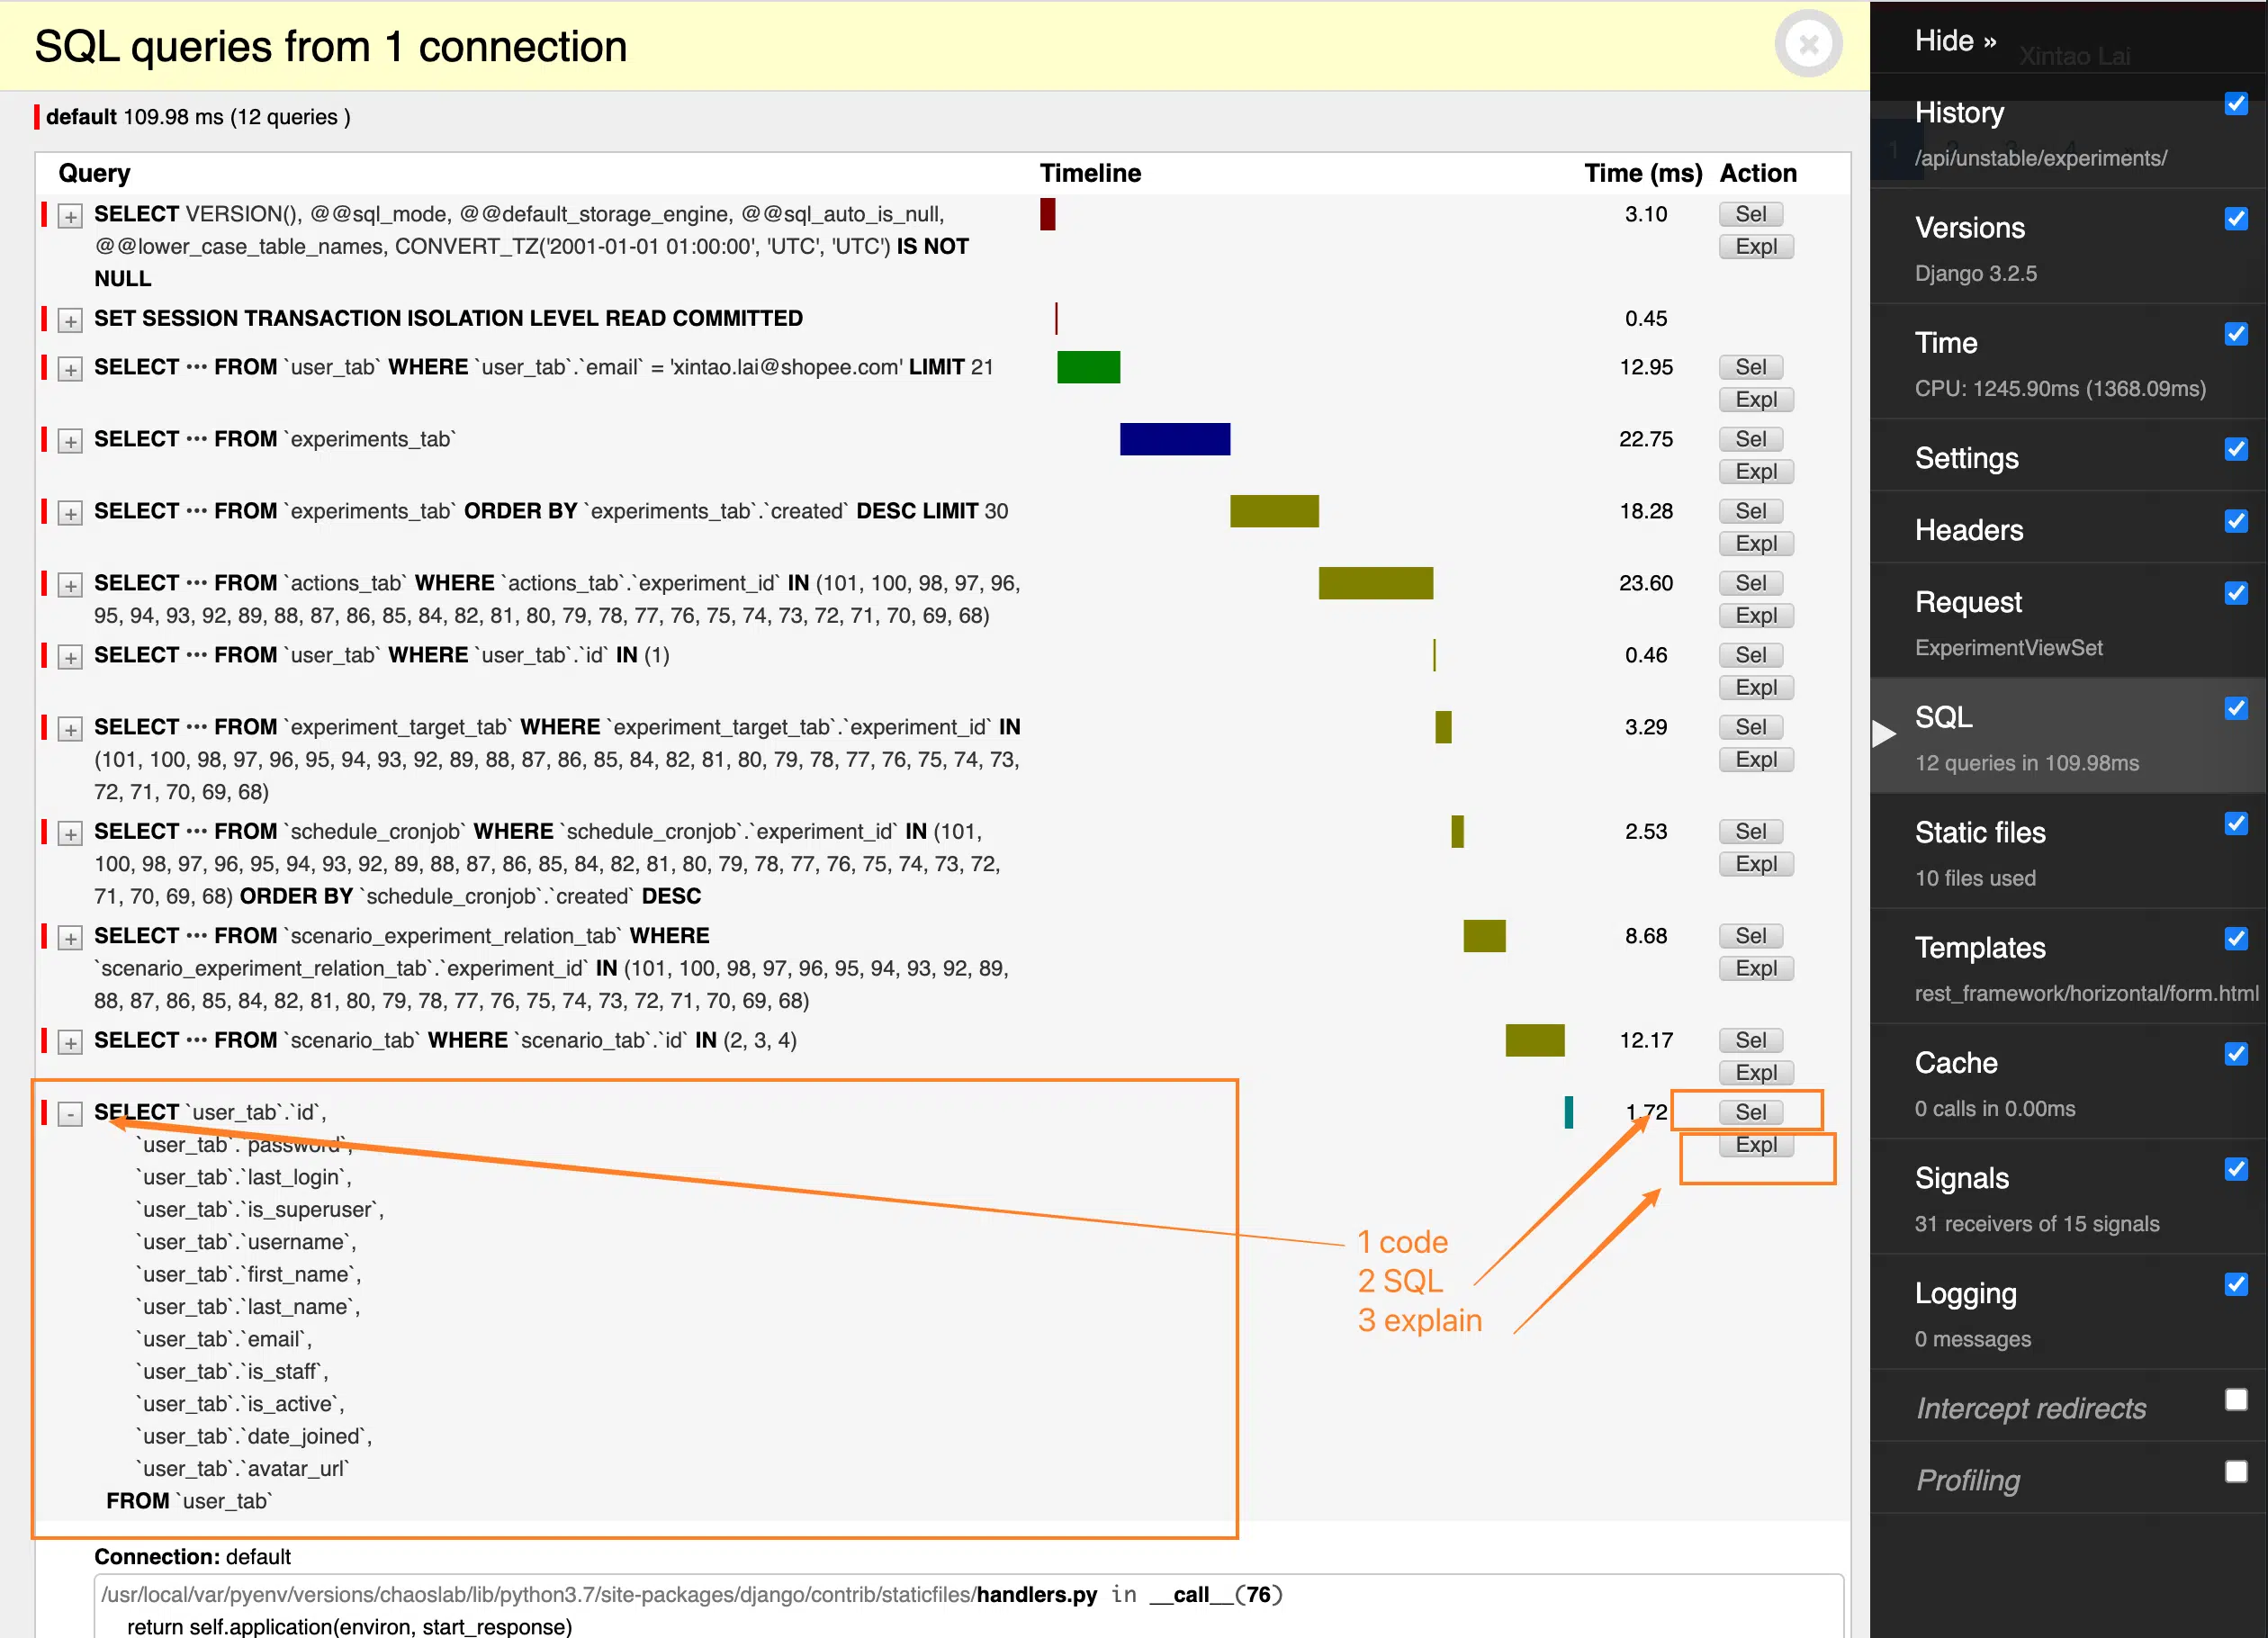 SQL queries from 1 connection
default 109.98 ms (12 queries )
Query Timeline Time (ms) Action
SELECT VERSION(), @@sql_mode, @@default_storage_engine, @@sql_auto_is_null, 3.10 Sel
@@lower_case_table_names, CONVERT_TZ('2001-01-01 01:00:00', 'UTC', 'UTC') IS NOT Expl
NULL
SET SESSION TRANSACTION ISOLATION LEVEL READ COMMITTED 0.45
SELECT ••• FROM `user_tab` WHERE `user_tab`.`email` = 'xintao.lai@shopee.com' LIMIT 21 12.95 Sel
Expl
SELECT ••• FROM `experiments_tab` 22.75 Sel
Expl
SELECT ••• FROM `experiments_tab` ORDER BY `experiments_tab`.`created` DESC LIMIT 30 18.28 Sel
Expl
SELECT ••• FROM `actions_tab` WHERE `actions_tab`.`experiment_id` IN (101, 100, 98, 97, 96, 23.60 Sel
95, 94, 93, 92, 89, 88, 87, 86, 85, 84, 82, 81, 80, 79, 78, 77, 76, 75, 74, 73, 72, 71, 70, 69, 68) Expl
SELECT ••• FROM `user_tab` WHERE `user_tab`.`id` IN (1) 0.46 Sel
Expl
SELECT ••• FROM `experiment_target_tab` WHERE `experiment_target_tab`.`experiment_id` IN 3.29 Sel
(101, 100, 98, 97, 96, 95, 94, 93, 92, 89, 88, 87, 86, 85, 84, 82, 81, 80, 79, 78, 77, 76, 75, 74, 73, Expl
72, 71, 70, 69, 68)
SELECT ••• FROM `schedule_cronjob` WHERE `schedule_cronjob`.`experiment_id` IN (101, 2.53 Sel
100, 98, 97, 96, 95, 94, 93, 92, 89, 88, 87, 86, 85, 84, 82, 81, 80, 79, 78, 77, 76, 75, 74, 73, 72, Expl
71, 70, 69, 68) ORDER BY `schedule_cronjob`.`created` DESC
SELECT ••• FROM `scenario_experiment_relation_tab` WHERE 8.68 Sel
`scenario_experiment_relation_tab`.`experiment_id` IN (101, 100, 98, 97, 96, 95, 94, 93, 92, 89, Expl
88, 87, 86, 85, 84, 82, 81, 80, 79, 78, 77, 76, 75, 74, 73, 72, 71, 70, 69, 68)
SELECT ••• FROM `scenario_tab` WHERE `scenario_tab`.`id` IN (2, 3, 4) 12.17 Sel
Expl
SELECT `user_tab`.`id`, 1.72 Sel
`user_tab`.`password`, Expl
`user_tab`.`last_login`,
`user_tab`.`is_superuser`,
`user_tab`.`username`,
`user_tab`.`first_name`,
`user_tab`.`last_name`,
`user_tab`.`email`,
`user_tab`.`is_staff`,
`user_tab`.`is_active`,
`user_tab`.`date_joined`,
`user_tab`.`avatar_url`
FROM `user_tab`
1 code
2 SQL
3 explain
Connection: default
/usr/local/var/pyenv/versions/chaoslab/lib/python3.7/site-packages/django/contrib/staticfiles/handlers.py in __call__(76)
return self.application(environ, start_response)
Hide »
Xintao Lai
History
/api/unstable/experiments/
Versions
Django 3.2.5
Time
CPU: 1245.90ms (1368.09ms)
Settings
Headers
Request
ExperimentViewSet
SQL
12 queries in 109.98ms
Static files
10 files used
Templates
rest_framework/horizontal/form.html
Cache
0 calls in 0.00ms
Signals
31 receivers of 15 signals
Logging
0 messages
Intercept redirects
Profiling